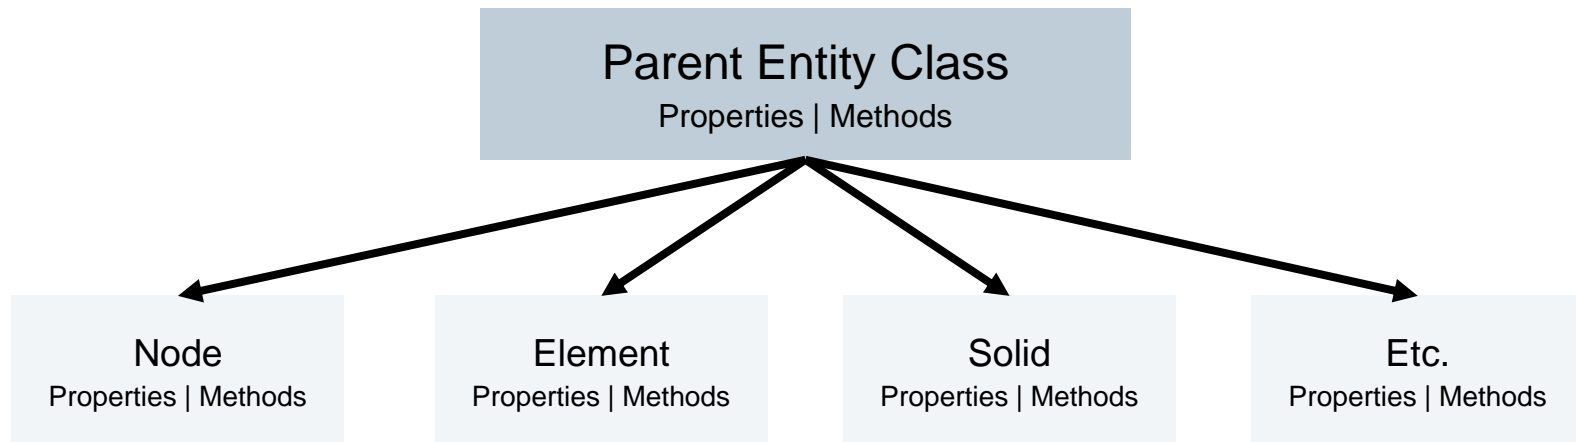 Parent Entity Class
Properties | Methods
Node
Properties | Methods
Element
Properties | Methods
Solid
Properties | Methods
Etc.
Properties | Methods